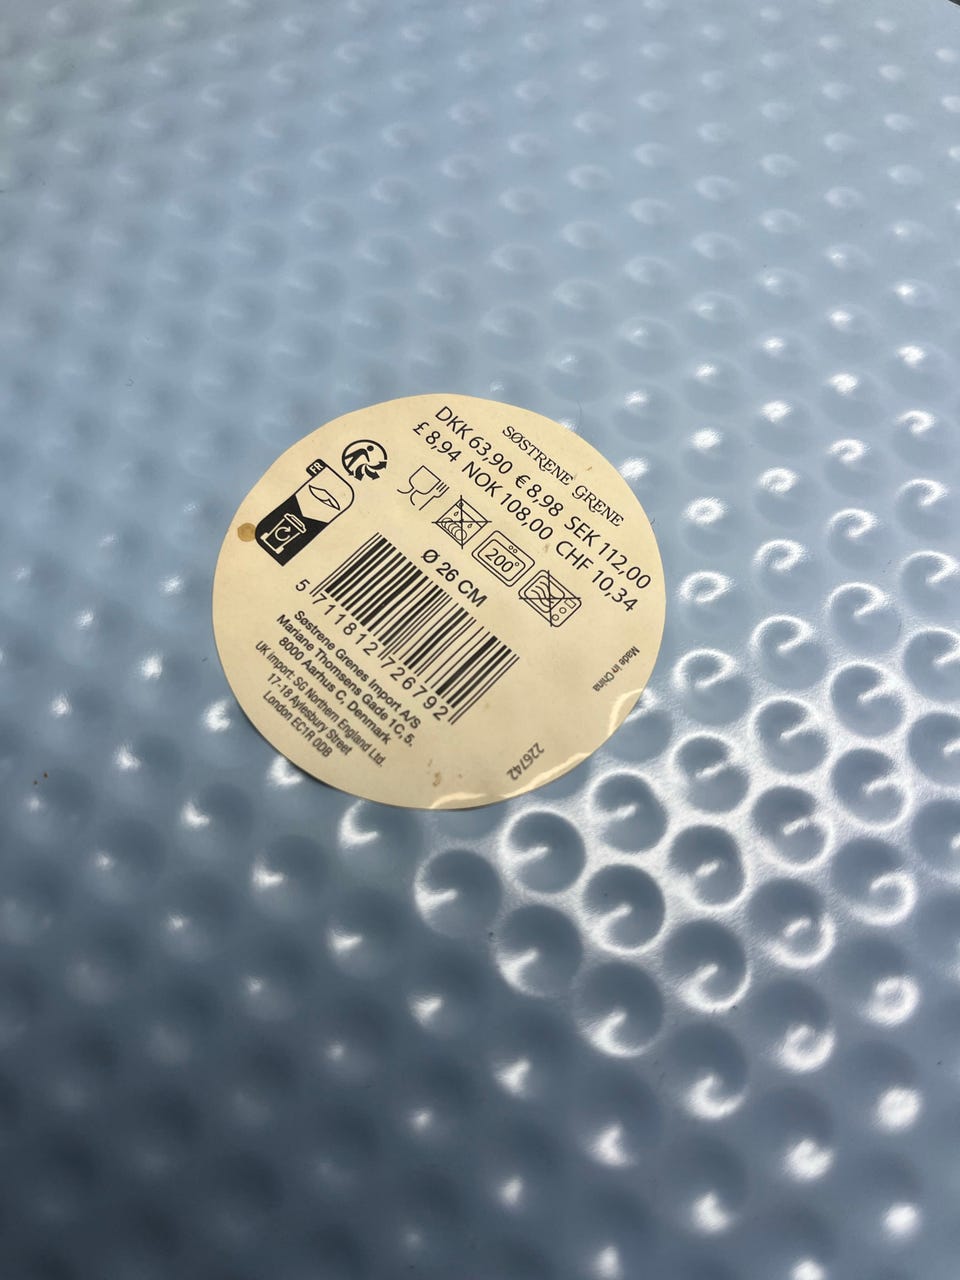 SØSTRENE GRENE
DKK 63,90 € 8,98 SEK 112,00
£ 8,94 NOK 108,00 CHF 10,34
FR
200°
Ø 26 CM
5 711812 726792
Søstrene Grenes Import A/S
Mariane Thomsens Gade 1C, 5.
8000 Aarhus C, Denmark
UK import: SG Northern England Ltd.
17-18 Aylesbury Street
London EC1R 0DB
Made in China
226742